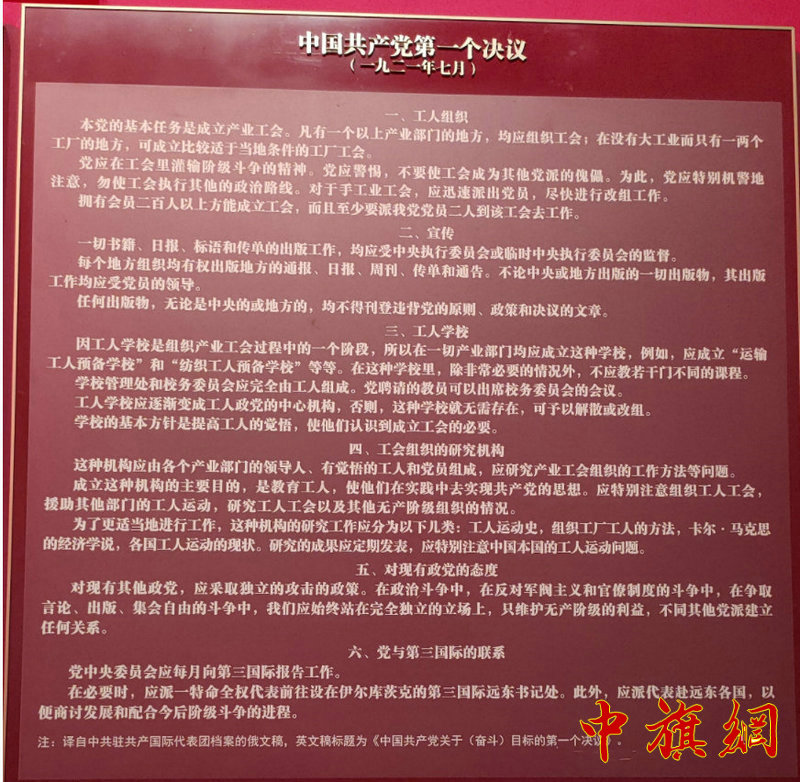 中国共产党第一个决议
（一九二一年七月）
一、工人组织
本党的基本任务是成立产业工会。凡有一个以上产业部门的地方，均应组织工会；在没有大工业而只有一两个
工厂的地方，可成立比较适于当地条件的工厂工会。
党应在工会里灌输阶级斗争的精神。党应警惕，不要使工会成为其他党派的傀儡。为此，党应特别机警地
注意，勿使工会执行其他的政治路线。对于手工业工会，应迅速派出党员，尽快进行改组工作。
拥有会员二百人以上方能成立工会，而且至少要派我党党员二人到该工会去工作。
二、宣传
一切书籍、日报、标语和传单的出版工作，均应受中央执行委员会或临时中央执行委员会的监督。
每个地方组织均有权出版地方的通报、日报、周刊、传单和通告。不论中央或地方出版的一切出版物，其出版
工作均应受党员的领导。
任何出版物，无论是中央的或地方的，均不得刊登违背党的原则、政策和决议的文章。
三、工人学校
因工人学校是组织产业工会过程中的一个阶段，所以在一切产业部门均应成立这种学校，例如，应成立“运输
工人预备学校”和“纺织工人预备学校”等等。在这种学校里，除非常必要的情况外，不应教若干门不同的课程。
学校管理处和校务委员会应完全由工人组成。党聘请的教员可以出席校务委员会的会议。
工人学校应逐渐变成工人政党的中心机构，否则，这种学校就无需存在，可予以解散或改组。
学校的基本方针是提高工人的觉悟，使他们认识到成立工会的必要。
四、工会组织的研究机构
这种机构应由各个产业部门的领导人、有觉悟的工人和党员组成，应研究产业工会组织的工作方法等问题。
成立这种机构的主要目的，是教育工人，使他们在实践中去实现共产党的思想。应特别注意组织工人工会，
援助其他部门的工人运动，研究工人工会以及其他无产阶级组织的情况。
为了更适当地进行工作，这种机构的研究工作应分为以下几类：工人运动史，组织工厂工人的方法，卡尔·马克思
的经济学说，各国工人运动的现状。研究的成果应定期发表，应特别注意中国本国的工人运动问题。
五、对现有政党的态度
对现有其他政党，应采取独立的攻击的政策。在政治斗争中，在反对军阀主义和官僚制度的斗争中，在争取
言论、出版、集会自由的斗争中，我们应始终站在完全独立的立场上，只维护无产阶级的利益，不同其他党派建立
任何关系。
六、党与第三国际的联系
党中央委员会应每月向第三国际报告工作。
在必要时，应派一特命全权代表前往设在伊尔库茨克的第三国际远东书记处。此外，应派代表赴远东各国，以
便商讨发展和配合今后阶级斗争的进程。
注：译自中共驻共产国际代表团档案的俄文稿，英文稿标题为《中国共产党关于（奋斗）目标的第一个决议》。
中旗網